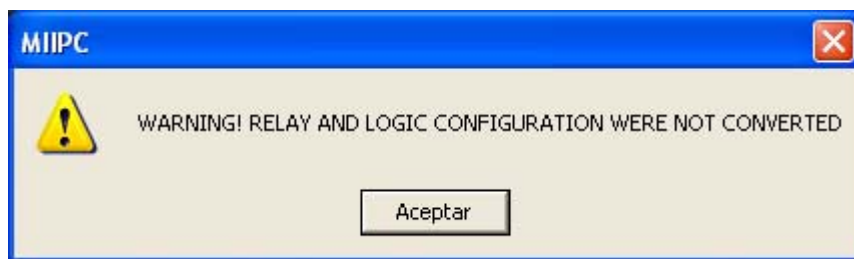 MIIPC
WARNING! RELAY AND LOGIC CONFIGURATION WERE NOT CONVERTED
Aceptar